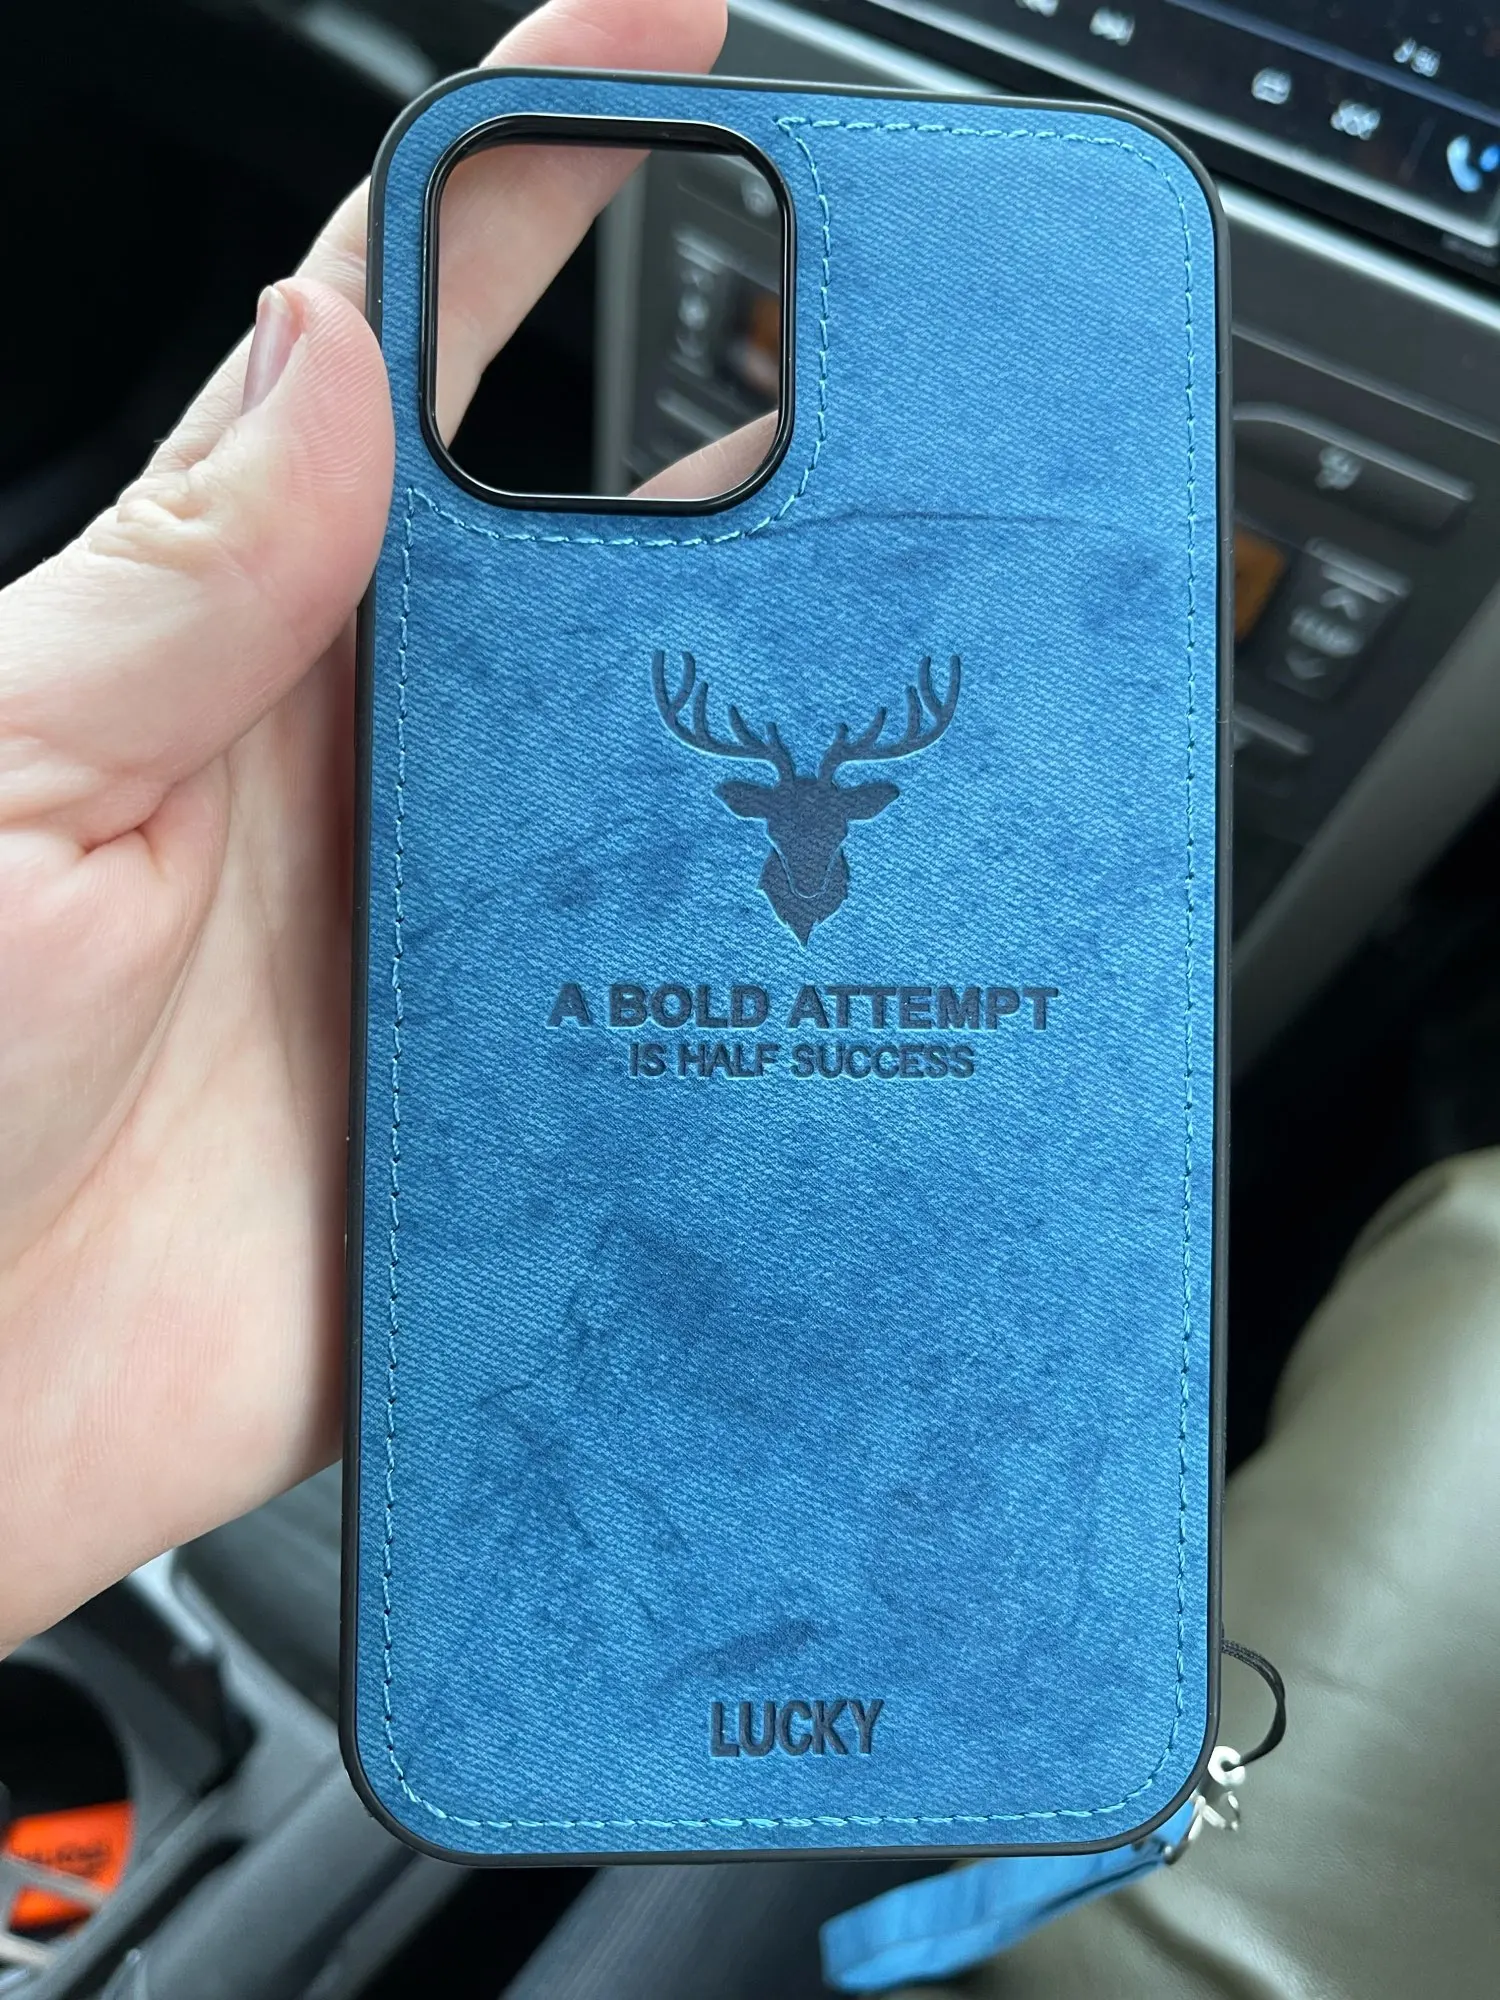 A BOLD ATTEMPT
IS HALF SUCCESS
LUCKY